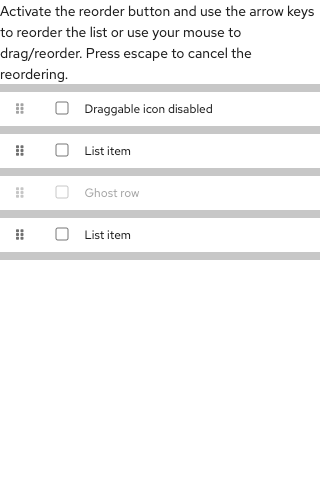 Activate the reorder button and use the arrow keys
to reorder the list or use your mouse to
drag/reorder. Press escape to cancel the
reordering.
Draggable icon disabled
List item
Ghost row
List item